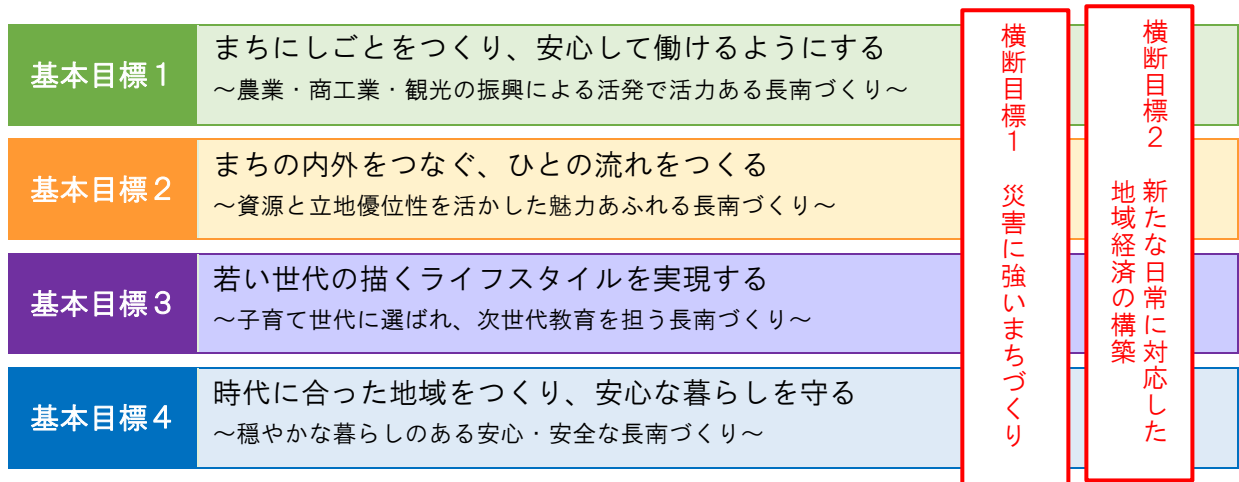 基本目標１
まちにしごとをつくり、安心して働けるようにする
～農業・商工業・観光の振興による活発で活力ある長南づくり～
基本目標２
まちの内外をつなぐ、ひとの流れをつくる
～資源と立地優位性を活かした魅力あふれる長南づくり～
基本目標３
若い世代の描くライフスタイルを実現する
～子育て世代に選ばれ、次世代教育を担う長南づくり～
基本目標４
時代に合った地域をつくり、安心な暮らしを守る
～穏やかな暮らしのある安心・安全な長南づくり～
横断目標１　災害に強いまちづくり
横断目標２　新たな日常に対応した
地域経済の構築